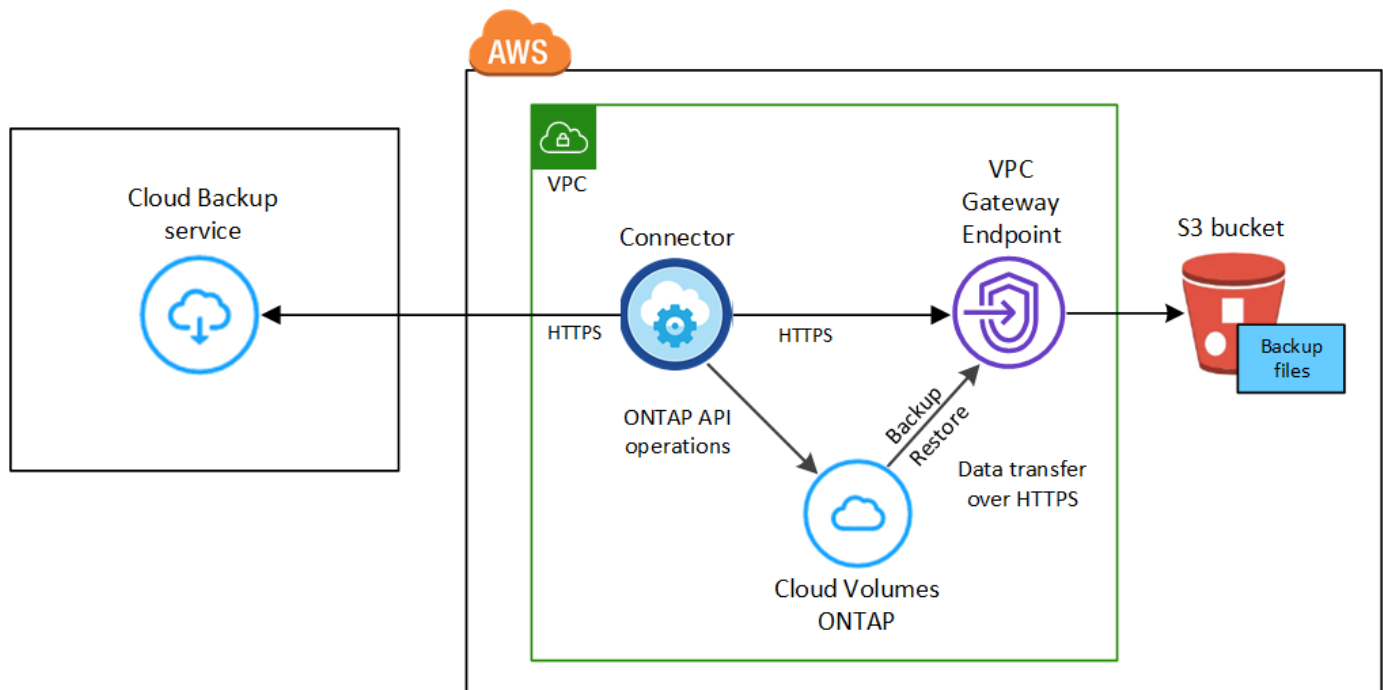 AWS
Cloud Backup
service
VPC
Connector
VPC
Gateway
Endpoint
S3 bucket
HTTPS
HTTPS
Backup
files
ONTAP API
operations
Backup
Restore
Data transfer
over HTTPS
Cloud Volumes
ONTAP